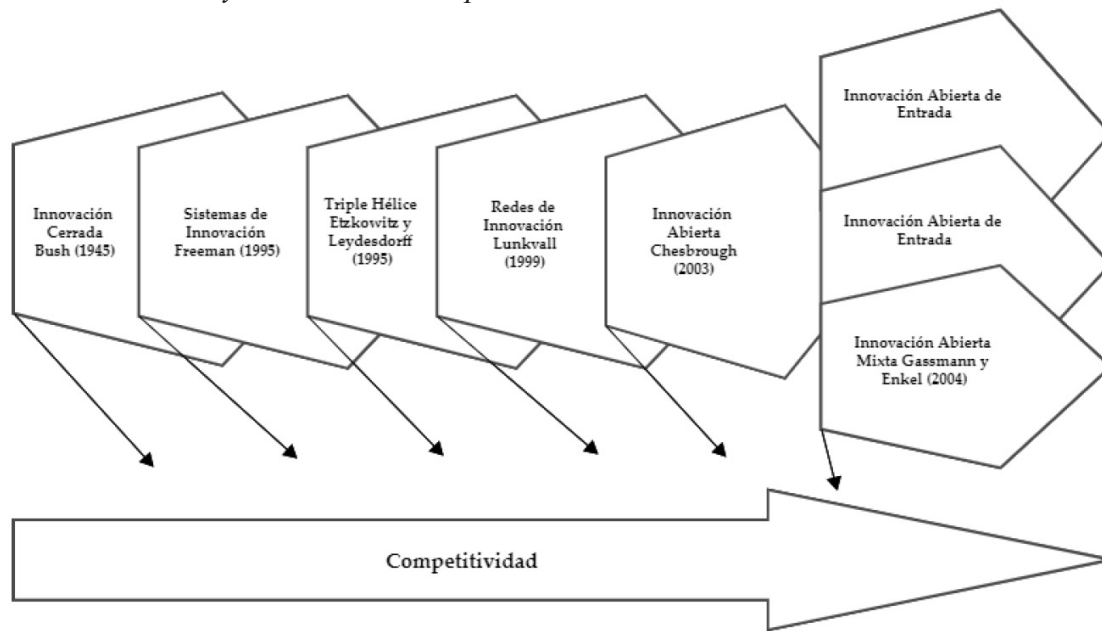 Innovación
Cerrada
Bush (1945)
Sistemas de
Innovación
Freeman (1995)
Triple Hélice
Etzkowitz y
Leydesdorff
(1995)
Redes de
Innovación
Lunkvall
(1999)
Innovación
Abierta
Chesbrough
(2003)
Innovación Abierta de
Entrada
Innovación Abierta de
Entrada
Innovación Abierta
Mixta Gassmann y
Enkel (2004)
Competitividad